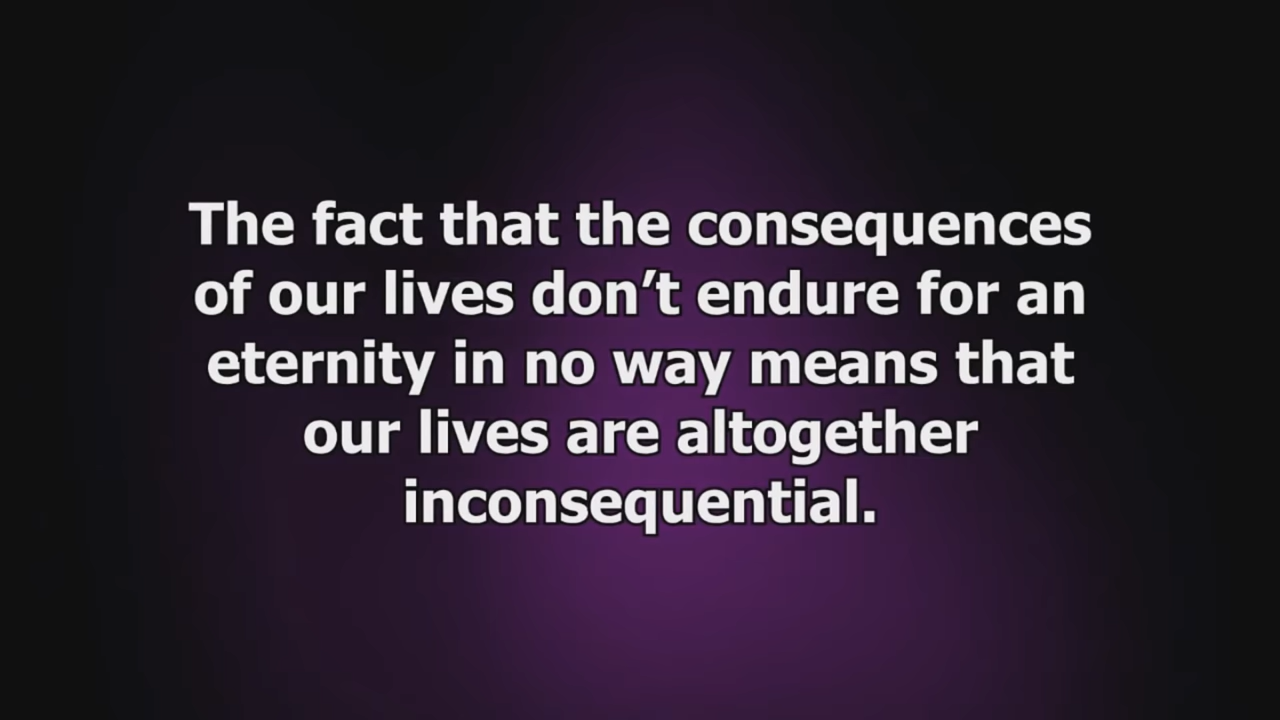 The fact that the consequences
of our lives don’t endure for an
eternity in no way means that
our lives are altogether
inconsequential.